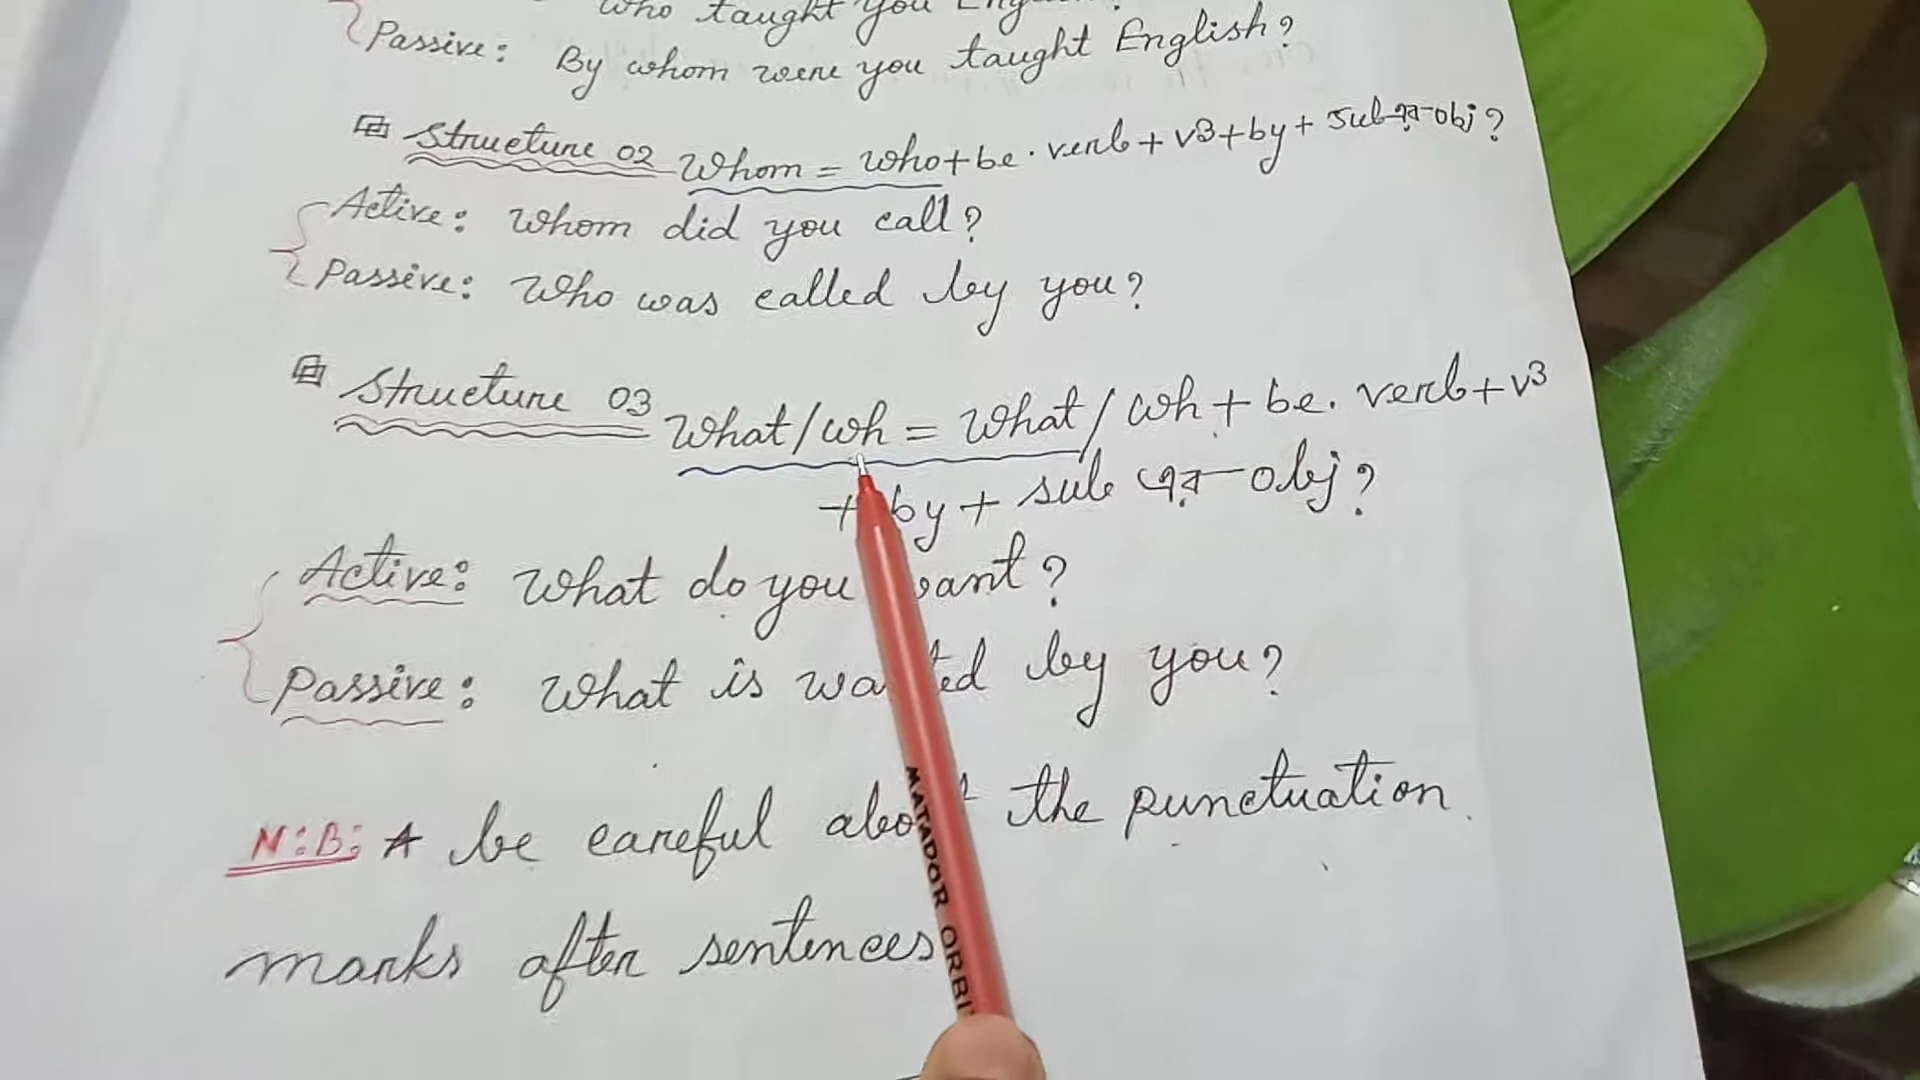 Who taught you
Passive: By whom were you taught English?
Structure 02 Whom = who + be. verb + v3 + by + sub এর obj?
Active: Whom did you call?
Passive: Who was called by you?
Structure 03 What/wh = what/wh + be. verb + v3
+ by + sub এর obj?
Active: What do you want?
Passive: What is wanted by you?
N:B: be careful about the punctuation
marks after sentences
MATADOR ORBI